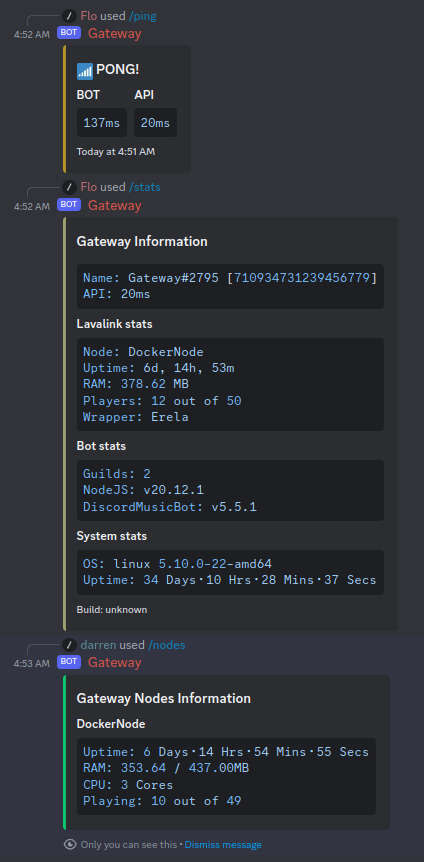 Flo used /ping
4:52 AM BOT Gateway
PONG!
BOT API
137ms 20ms
Today at 4:51 AM
Flo used /stats
4:52 AM BOT Gateway
Gateway Information
Name: Gateway#2795 [710934731239456779]
API: 20ms
Lavalink stats
Node: DockerNode
Uptime: 6d, 14h, 53m
RAM: 378.62 MB
Players: 12 out of 50
Wrapper: Erela
Bot stats
Guilds: 2
NodeJS: v20.12.1
DiscordMusicBot: v5.5.1
System stats
OS: linux 5.10.0-22-amd64
Uptime: 34 Days·10 Hrs·28 Mins·37 Secs
Build: unknown
darren used /nodes
4:53 AM BOT Gateway
Gateway Nodes Information
DockerNode
Uptime: 6 Days·14 Hrs·54 Mins·55 Secs
RAM: 353.64 / 437.00MB
CPU: 3 Cores
Playing: 10 out of 49
Only you can see this • Dismiss message